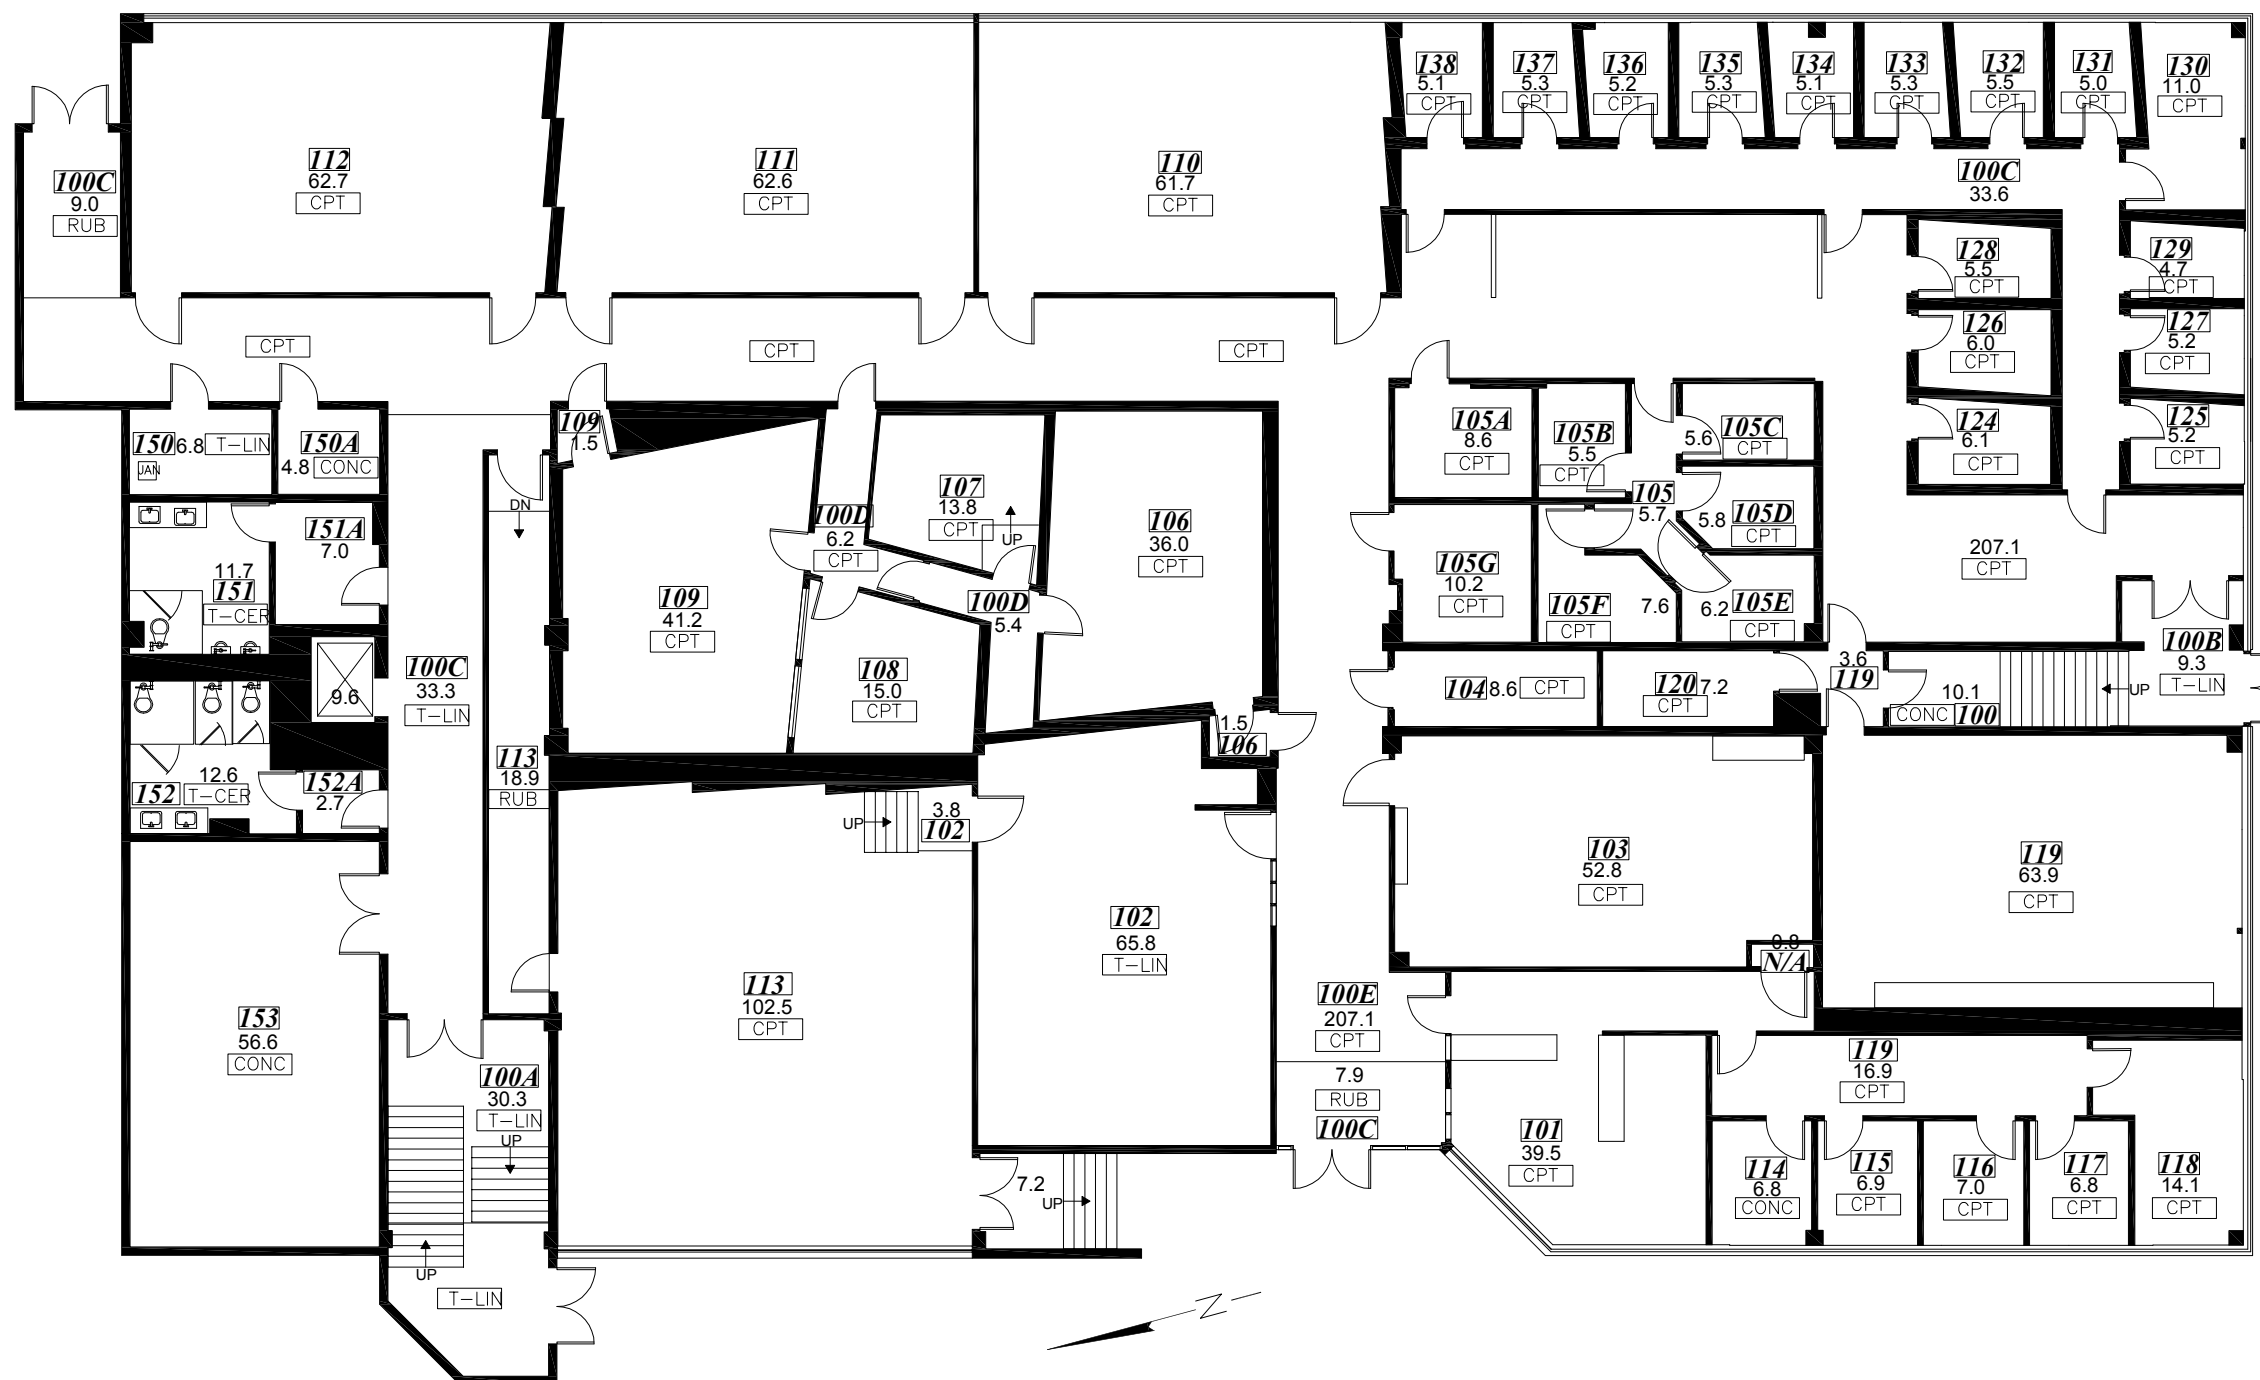 138
5.1
CPT
137
5.3
CPT
136
5.2
CPT
135
5.3
CPT
134
5.1
CPT
133
5.3
CPT
132
5.5
CPT
131
5.0
CPT
130
11.0
CPT
112
62.7
CPT
111
62.6
CPT
110
61.7
CPT
100C
9.0
RUB
100C
33.6
128
5.5
CPT
129
4.7
CPT
126
6.0
CPT
127
5.2
CPT
124
6.1
CPT
125
5.2
CPT
CPT
CPT
CPT
150 6.8 T-LIN
JAN
150A
4.8 CONC
109
1.5
105A
8.6
CPT
105B
5.5
CPT
105C
5.6
CPT
105
5.7
105D
5.8
CPT
107
13.8
CPT
UP
106
36.0
CPT
DN
151A
7.0
11.7
151
T-CER
100D
6.2
CPT
109
41.2
CPT
100D
5.4
105G
10.2
CPT
105F
7.6
CPT
105E
6.2
CPT
207.1
CPT
100B
9.3
T-LIN
100C
33.3
T-LIN
9.6
108
15.0
CPT
104 8.6 CPT
120 7.2
CPT
3.6
119
10.1
CONC 100
UP
1.5
106
113
18.9
RUB
12.6
152 T-CER
152A
2.7
UP
3.8
102
103
52.8
CPT
119
63.9
CPT
102
65.8
T-LIN
0.8
N/A
113
102.5
CPT
100E
207.1
CPT
153
56.6
CONC
100A
30.3
T-LIN
UP
7.9
RUB
100C
119
16.9
CPT
101
39.5
CPT
114
6.8
CONC
115
6.9
CPT
116
7.0
CPT
117
6.8
CPT
118
14.1
CPT
7.2
UP
UP
T-LIN
N